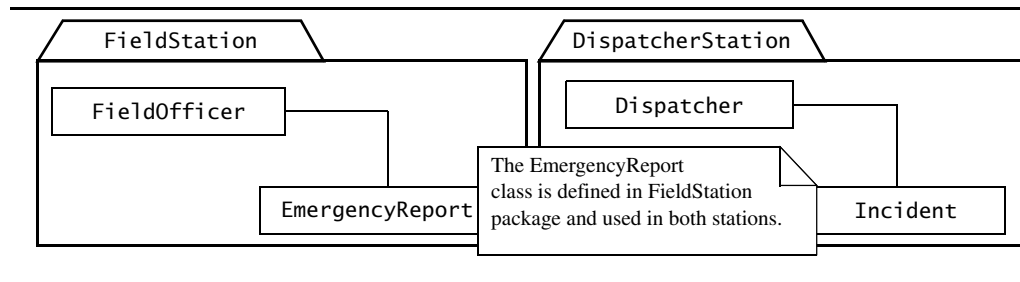 FieldStation
DispatcherStation
FieldOfficer
Dispatcher
The EmergencyReport
class is defined in FieldStation
package and used in both stations.
EmergencyReport
Incident